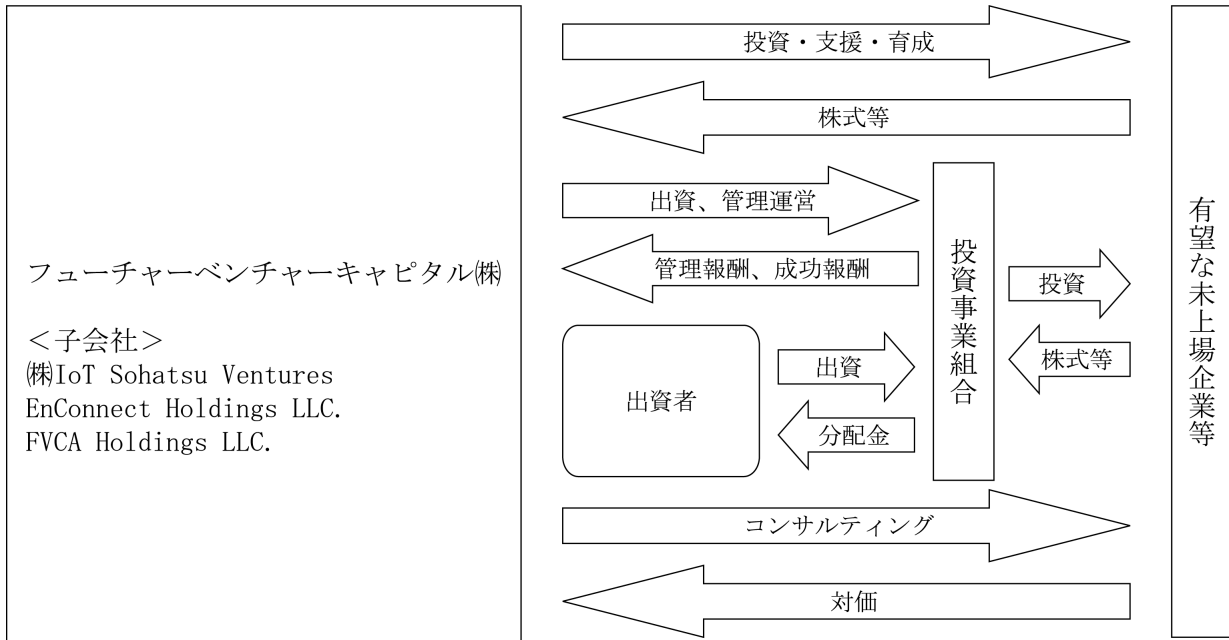 フューチャーベンチャーキャピタル㈱
＜子会社＞
㈱IoT Sohatsu Ventures
EnConnect Holdings LLC.
FVCA Holdings LLC.
投資・支援・育成
株式等
出資、管理運営
管理報酬、成功報酬
出資者
出資
分配金
投資事業組合
投資
株式等
コンサルティング
対価
有望な未上場企業等